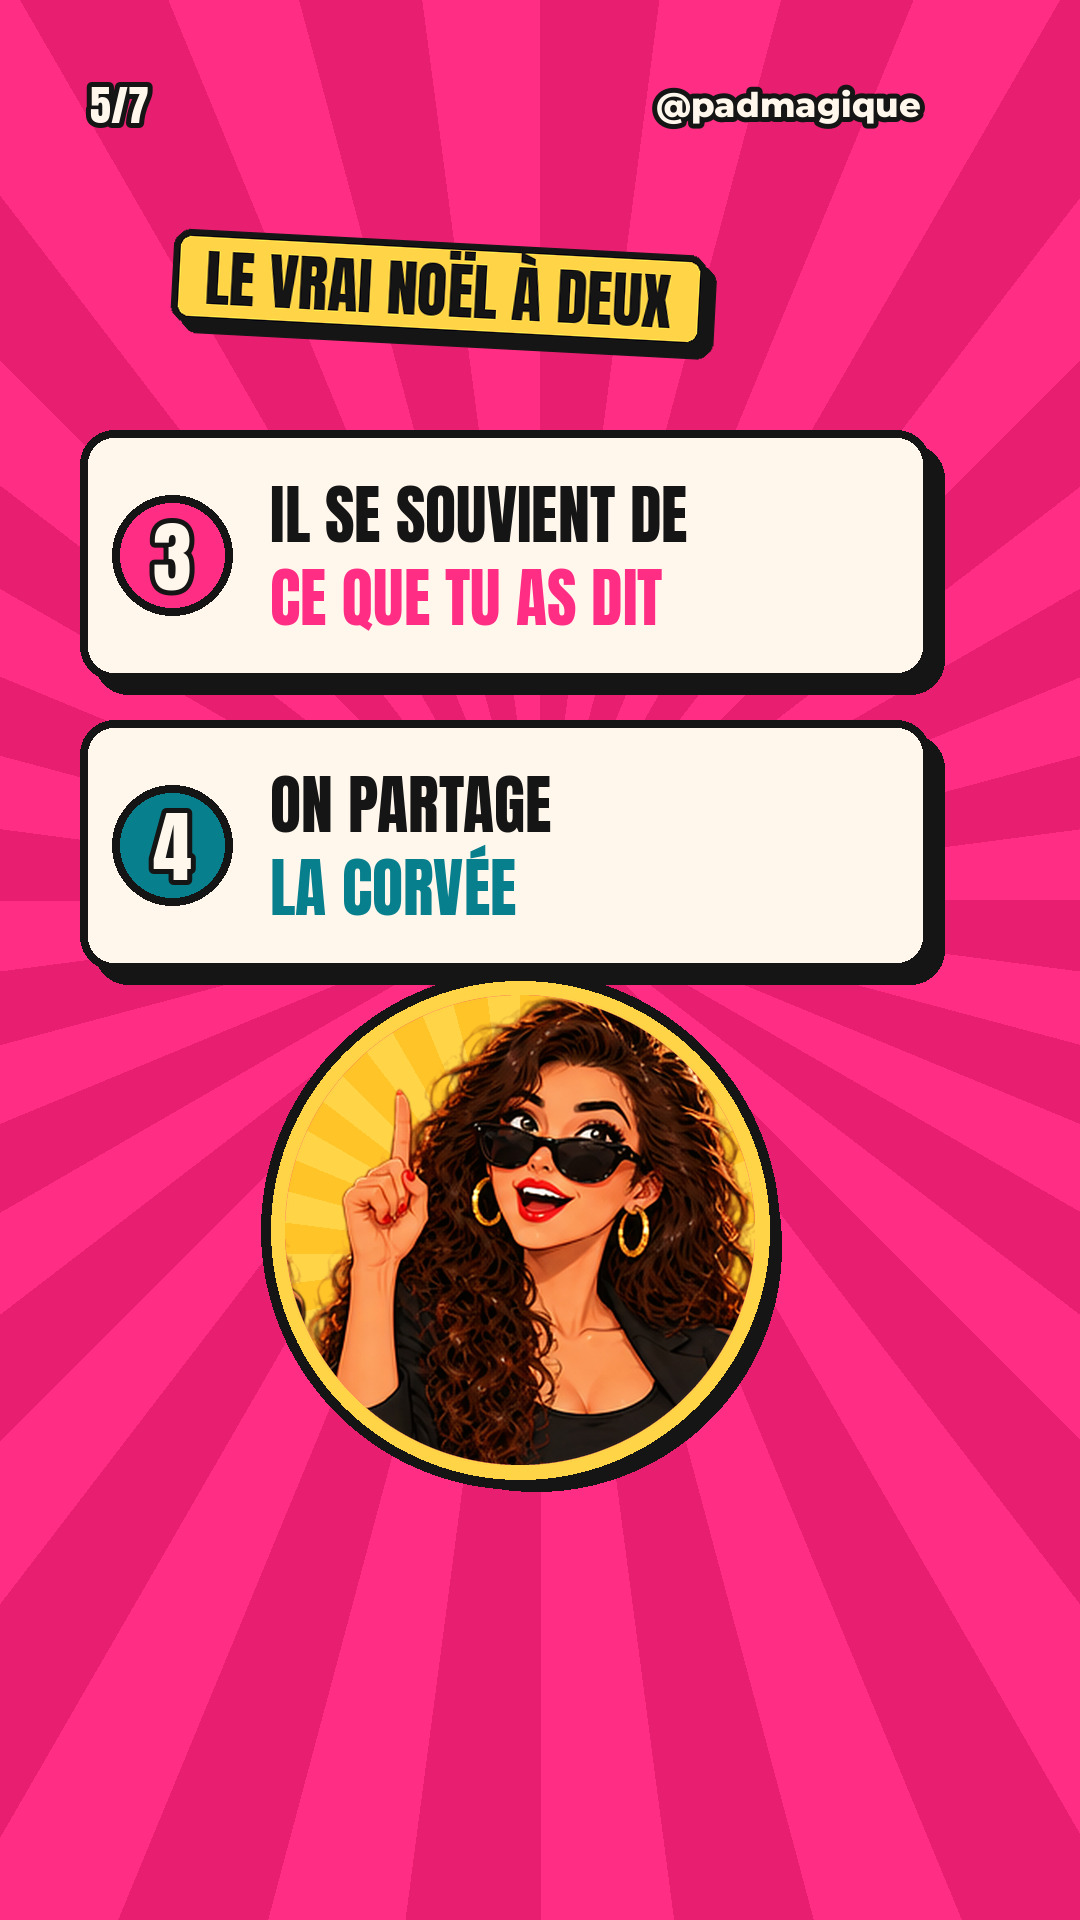 5/7
@padmagique
LE VRAI NOËL À DEUX
3
IL SE SOUVIENT DE
CE QUE TU AS DIT
4
ON PARTAGE
LA CORVÉE